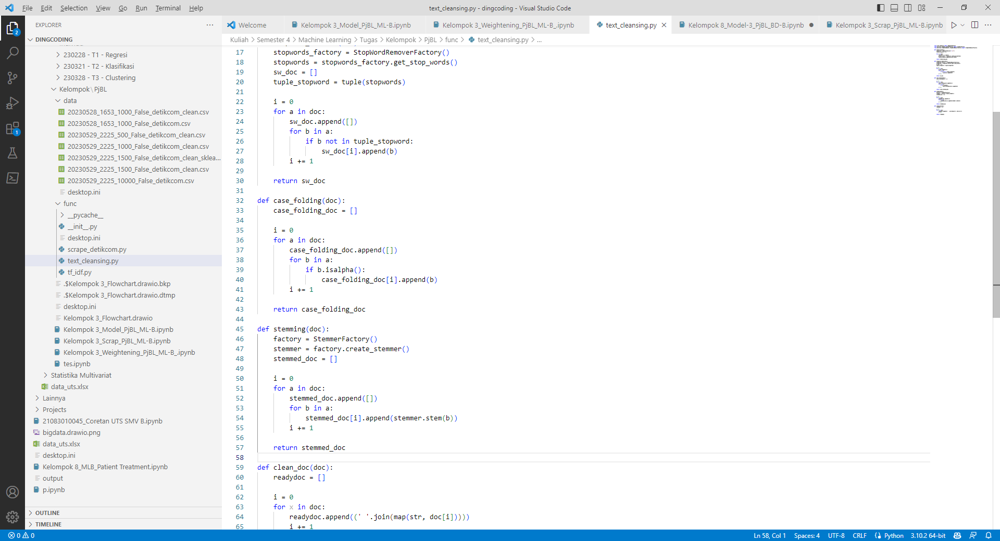 File Edit Selection View Go Run Terminal Help
text_cleansing.py - dingcoding - Visual Studio Code
EXPLORER
Welcome
Kelompok 3_Model_PjBL_ML-B.ipynb
Kelompok 3_Weightening_PjBL_ML-B_.ipynb
text_cleansing.py
Kelompok 8_Model-3_PjBL_BD-B.ipynb
Kelompok 3_Scrap_PjBL_ML-B.ipynb
Kuliah > Semester 4 > Machine Learning > Tugas > Kelompok > PjBL > func > text_cleansing.py > ...
2
1
DINGCODING
230228 - T1 - Regresi
230321 - T2 - Klasifikasi
230328 - T3 - Clustering
Kelompok \ PjBL
data
20230528_1653_1000_False_detikcom_clean.csv
20230528_1653_1000_False_detikcom.csv
20230529_2225_500_False_detikcom_clean.csv
20230529_2225_1000_False_detikcom_clean.csv
20230529_2225_1500_False_detikcom_clean_sklea...
20230529_2225_1500_False_detikcom_clean.csv
20230529_2225_10000_False_detikcom.csv
desktop.ini
func
__pycache__
__init__.py
desktop.ini
scrape_detikcom.py
text_cleansing.py
tf_idf.py
.$Kelompok 3_Flowchart.drawio.bkp
.$Kelompok 3_Flowchart.drawio.dtmp
desktop.ini
Kelompok 3_Flowchart.drawio
Kelompok 3_Model_PjBL_ML-B.ipynb
Kelompok 3_Scrap_PjBL_ML-B.ipynb
Kelompok 3_Weightening_PjBL_ML-B_.ipynb
tes.ipynb
Statistika Multivariat
data_uts.xlsx
Lainnya
Projects
21083010045_Coretan UTS SMV B.ipynb
bigdata.drawio.png
data_uts.xlsx
desktop.ini
Kelompok 8_MLB_Patient Treatment.ipynb
output
p.ipynb
OUTLINE
TIMELINE
17 stopwords_factory = StopWordRemoverFactory()
18 stopwords = stopwords_factory.get_stop_words()
19 sw_doc = []
20 tuple_stopword = tuple(stopwords)
21
22 i = 0
23 for a in doc:
24 sw_doc.append([])
25 for b in a:
26 if b not in tuple_stopword:
27 sw_doc[i].append(b)
28 i += 1
29
30 return sw_doc
31
32 def case_folding(doc):
33 case_folding_doc = []
34
35 i = 0
36 for a in doc:
37 case_folding_doc.append([])
38 for b in a:
39 if b.isalpha():
40 case_folding_doc[i].append(b)
41 i += 1
42
43 return case_folding_doc
44
45 def stemming(doc):
46 factory = StemmerFactory()
47 stemmer = factory.create_stemmer()
48 stemmed_doc = []
49
50 i = 0
51 for a in doc:
52 stemmed_doc.append([])
53 for b in a:
54 stemmed_doc[i].append(stemmer.stem(b))
55 i += 1
56
57 return stemmed_doc
58
59 def clean_doc(doc):
60 readydoc = []
61
62 i = 0
63 for x in doc:
64 readydoc.append((' '.join(map(str, doc[i]))))
65 i += 1
0 0
Ln 58, Col 1 Spaces: 4 UTF-8 CRLF Python 3.10.2 64-bit